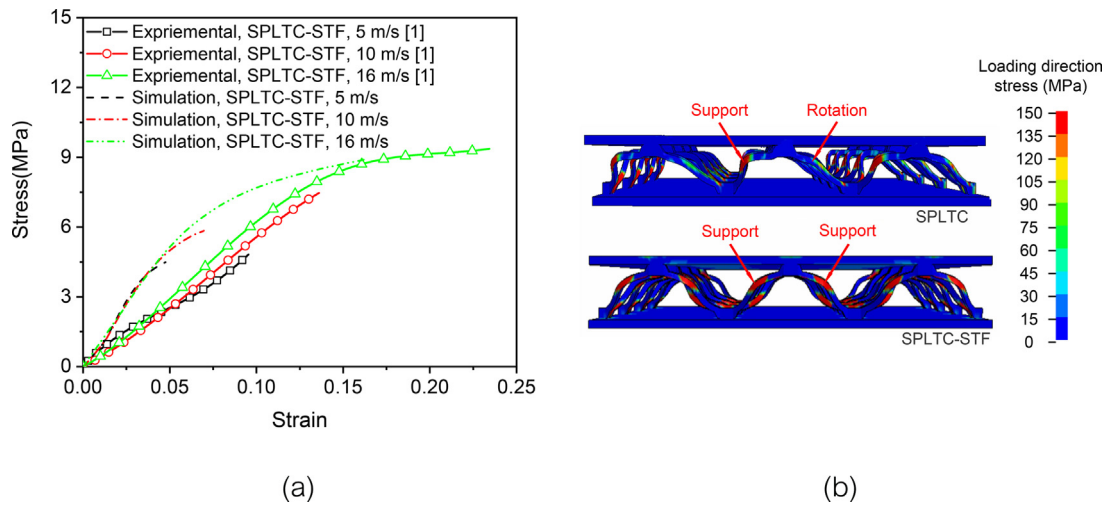 15
12
9
6
3
0
Stress(MPa)
Expriemental, SPLTC-STF, 5 m/s [1]
Expriemental, SPLTC-STF, 10 m/s [1]
Expriemental, SPLTC-STF, 16 m/s [1]
Simulation, SPLTC-STF, 5 m/s
Simulation, SPLTC-STF, 10 m/s
Simulation, SPLTC-STF, 16 m/s
0.00 0.05 0.10 0.15 0.20 0.25
Strain
(a)
Support Rotation
SPLTC
Support Support
SPLTC-STF
Loading direction
stress (MPa)
150
135
120
105
90
75
60
45
30
15
0
(b)